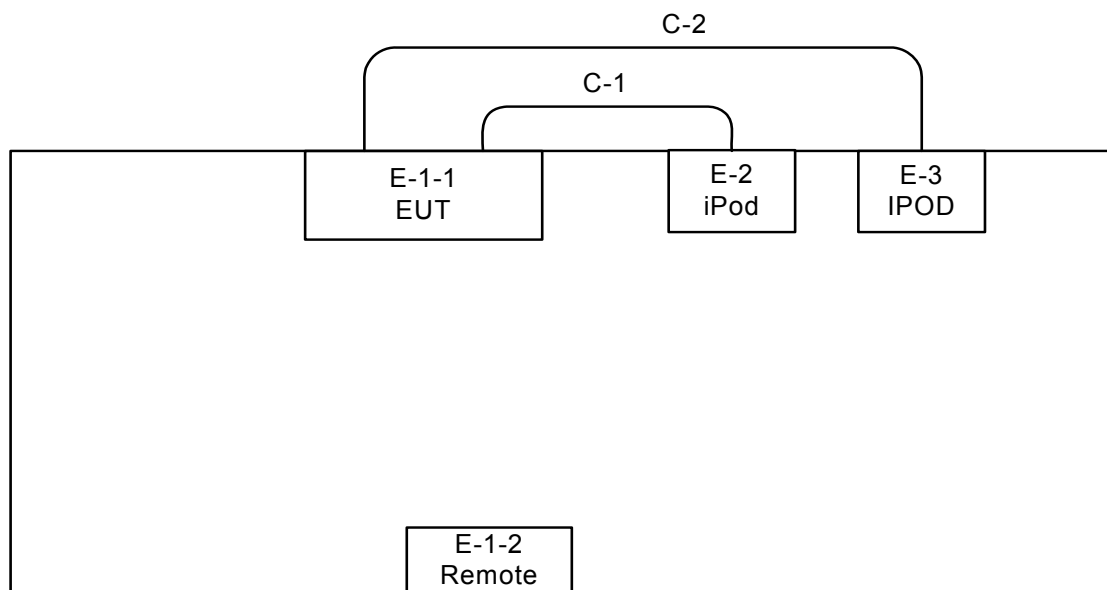 C-2
C-1
E-1-1
EUT
E-2
iPod
E-3
IPOD
E-1-2
Remote